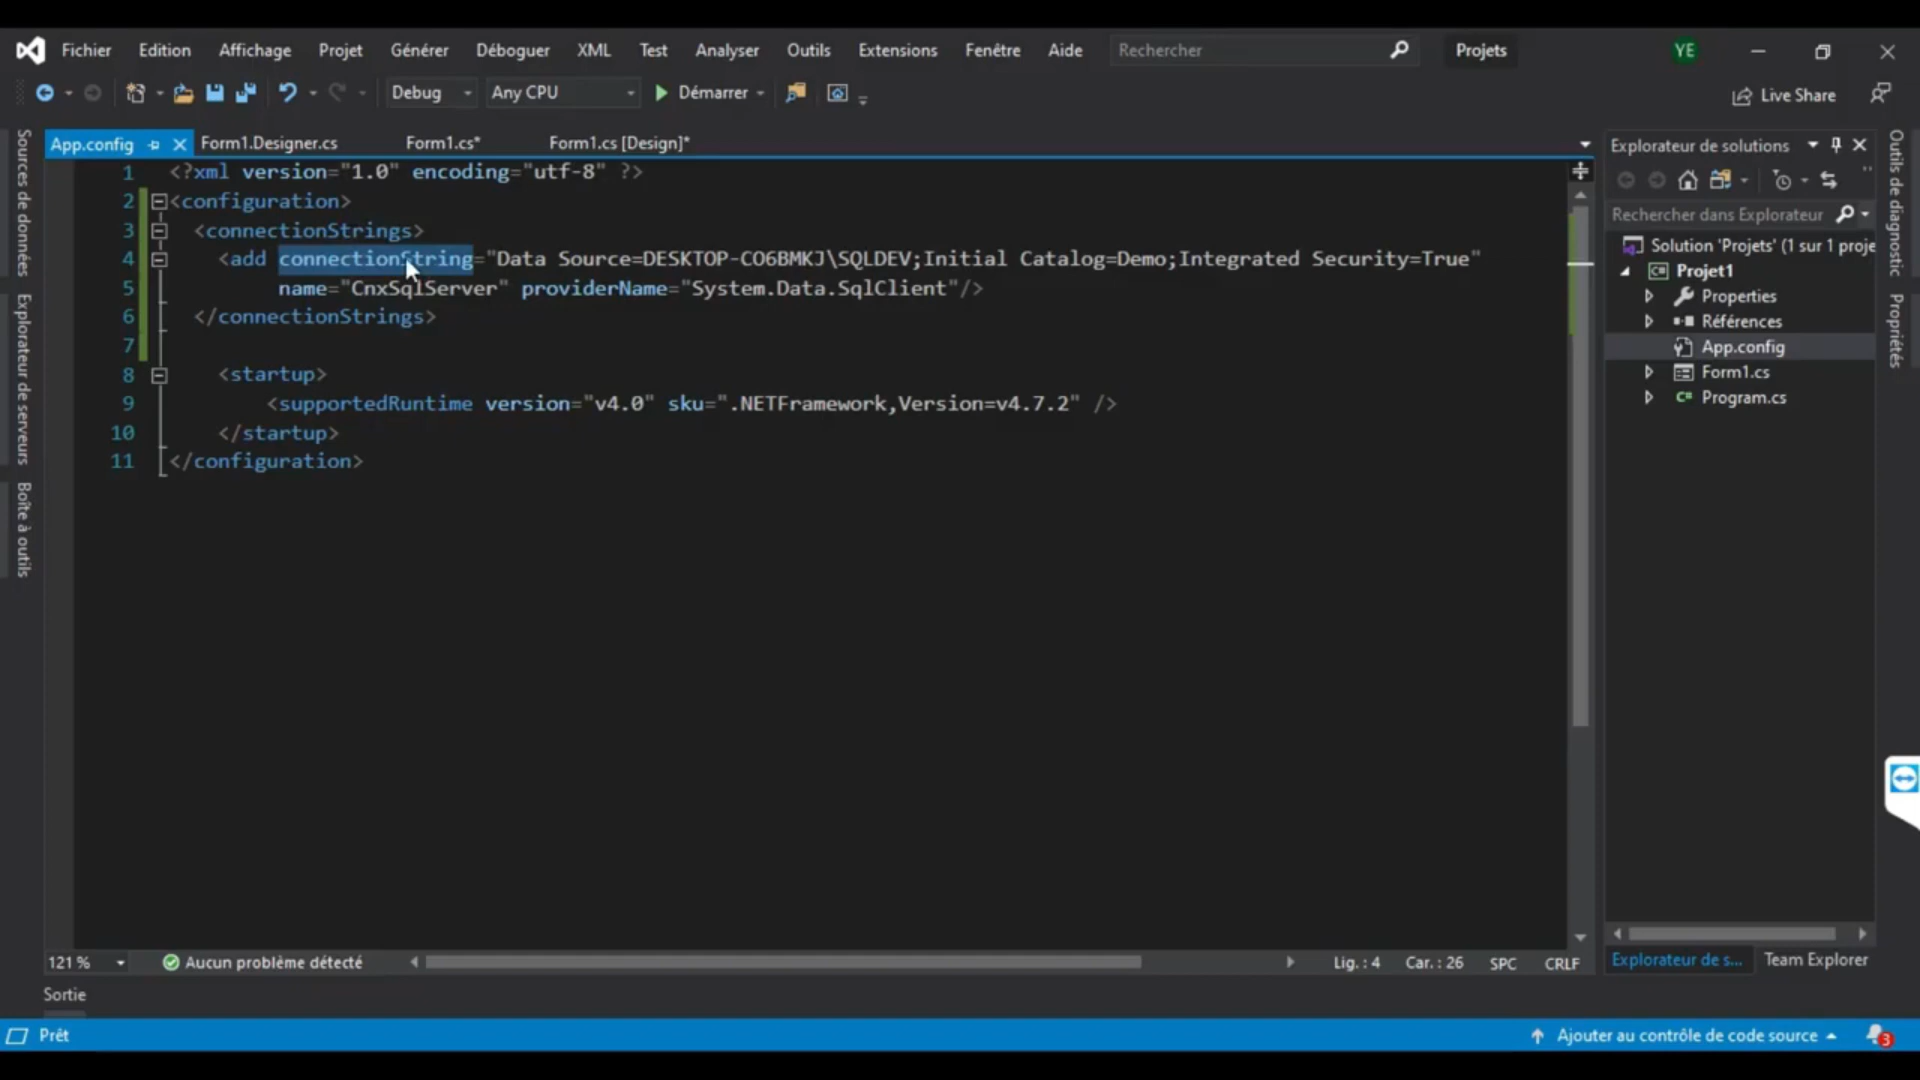 Fichier Edition Affichage Projet Générer Déboguer XML Test Analyser Outils Extensions Fenêtre Aide Rechercher Projets YE
Debug Any CPU Démarrer Live Share
App.config Form1.Designer.cs Form1.cs* Form1.cs [Design]*
1 <?xml version="1.0" encoding="utf-8" ?>
2 <configuration>
3 <connectionStrings>
4 <add connectionString="Data Source=DESKTOP-CO6BMKJ\SQLDEV;Initial Catalog=Demo;Integrated Security=True"
5 name="CnxSqlServer" providerName="System.Data.SqlClient"/>
6 </connectionStrings>
7
8 <startup>
9 <supportedRuntime version="v4.0" sku=".NETFramework,Version=v4.7.2" />
10 </startup>
11 </configuration>
Sources de données
Explorateur de serveurs
Boîte à outils
Explorateur de solutions
Rechercher dans Explorateur
Solution 'Projets' (1 sur 1 proje
Projet1
Properties
Références
App.config
Form1.cs
Program.cs
Explorateur de s... Team Explorer
Outils de diagnostic
Propriétés
121 % Aucun problème détecté Lig. : 4 Car. : 26 SPC CRLF
Sortie
Prêt Ajouter au contrôle de code source 3